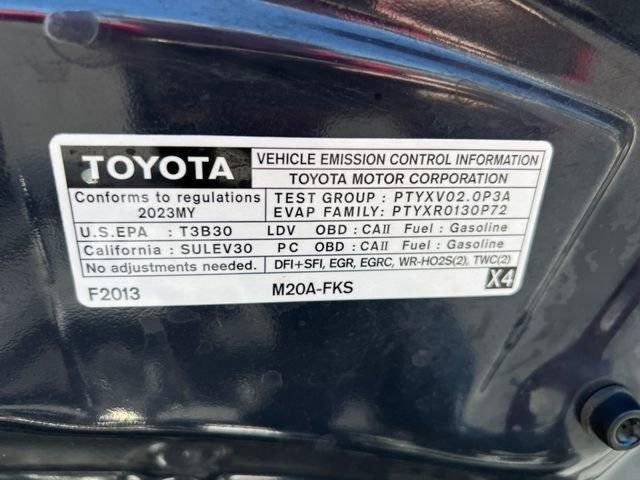 TOYOTA
VEHICLE EMISSION CONTROL INFORMATION
TOYOTA MOTOR CORPORATION
Conforms to regulations
2023MY
TEST GROUP : PTYXV02.0P3A
EVAP FAMILY: PTYXR0130P72
U.S.EPA : T3B30 LDV OBD : CAII Fuel : Gasoline
California : SULEV30 PC OBD : CAII Fuel : Gasoline
No adjustments needed. DFI+SFI, EGR, EGRC, WR-HO2S(2), TWC(2)
F2013 M20A-FKS X4